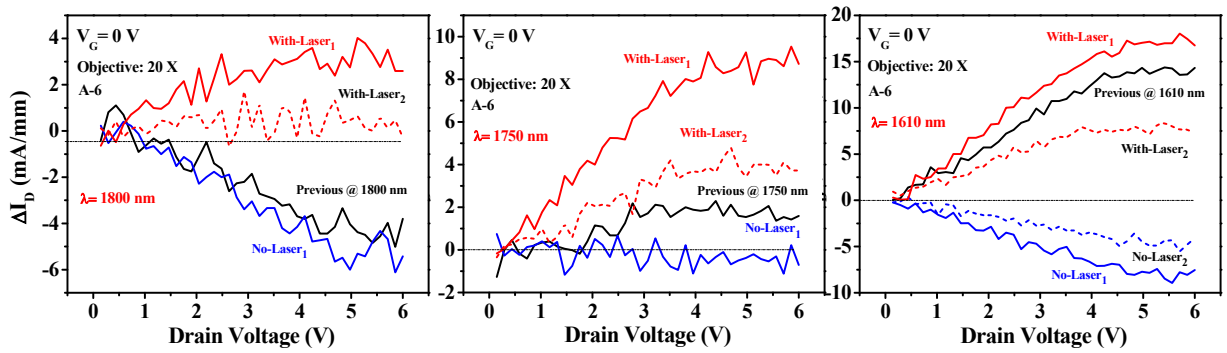 ΔI_D (mA/mm)
4
2
0
-2
-4
-6
V_G= 0 V
Objective: 20 X
A-6
λ= 1800 nm
With-Laser₁
With-Laser₂
Previous @ 1800 nm
No-Laser₁
0 1 2 3 4 5 6
Drain Voltage (V)
10
8
6
4
2
0
-2
V_G= 0 V
Objective: 20 X
A-6
λ= 1750 nm
With-Laser₁
With-Laser₂
Previous @ 1750 nm
No-Laser₁
0 1 2 3 4 5 6
Drain Voltage (V)
20
15
10
5
0
-5
-10
V_G= 0 V
Objective: 20 X
A-6
λ= 1610 nm
With-Laser₁
Previous @ 1610 nm
With-Laser₂
No-Laser₂
No-Laser₁
0 1 2 3 4 5 6
Drain Voltage (V)